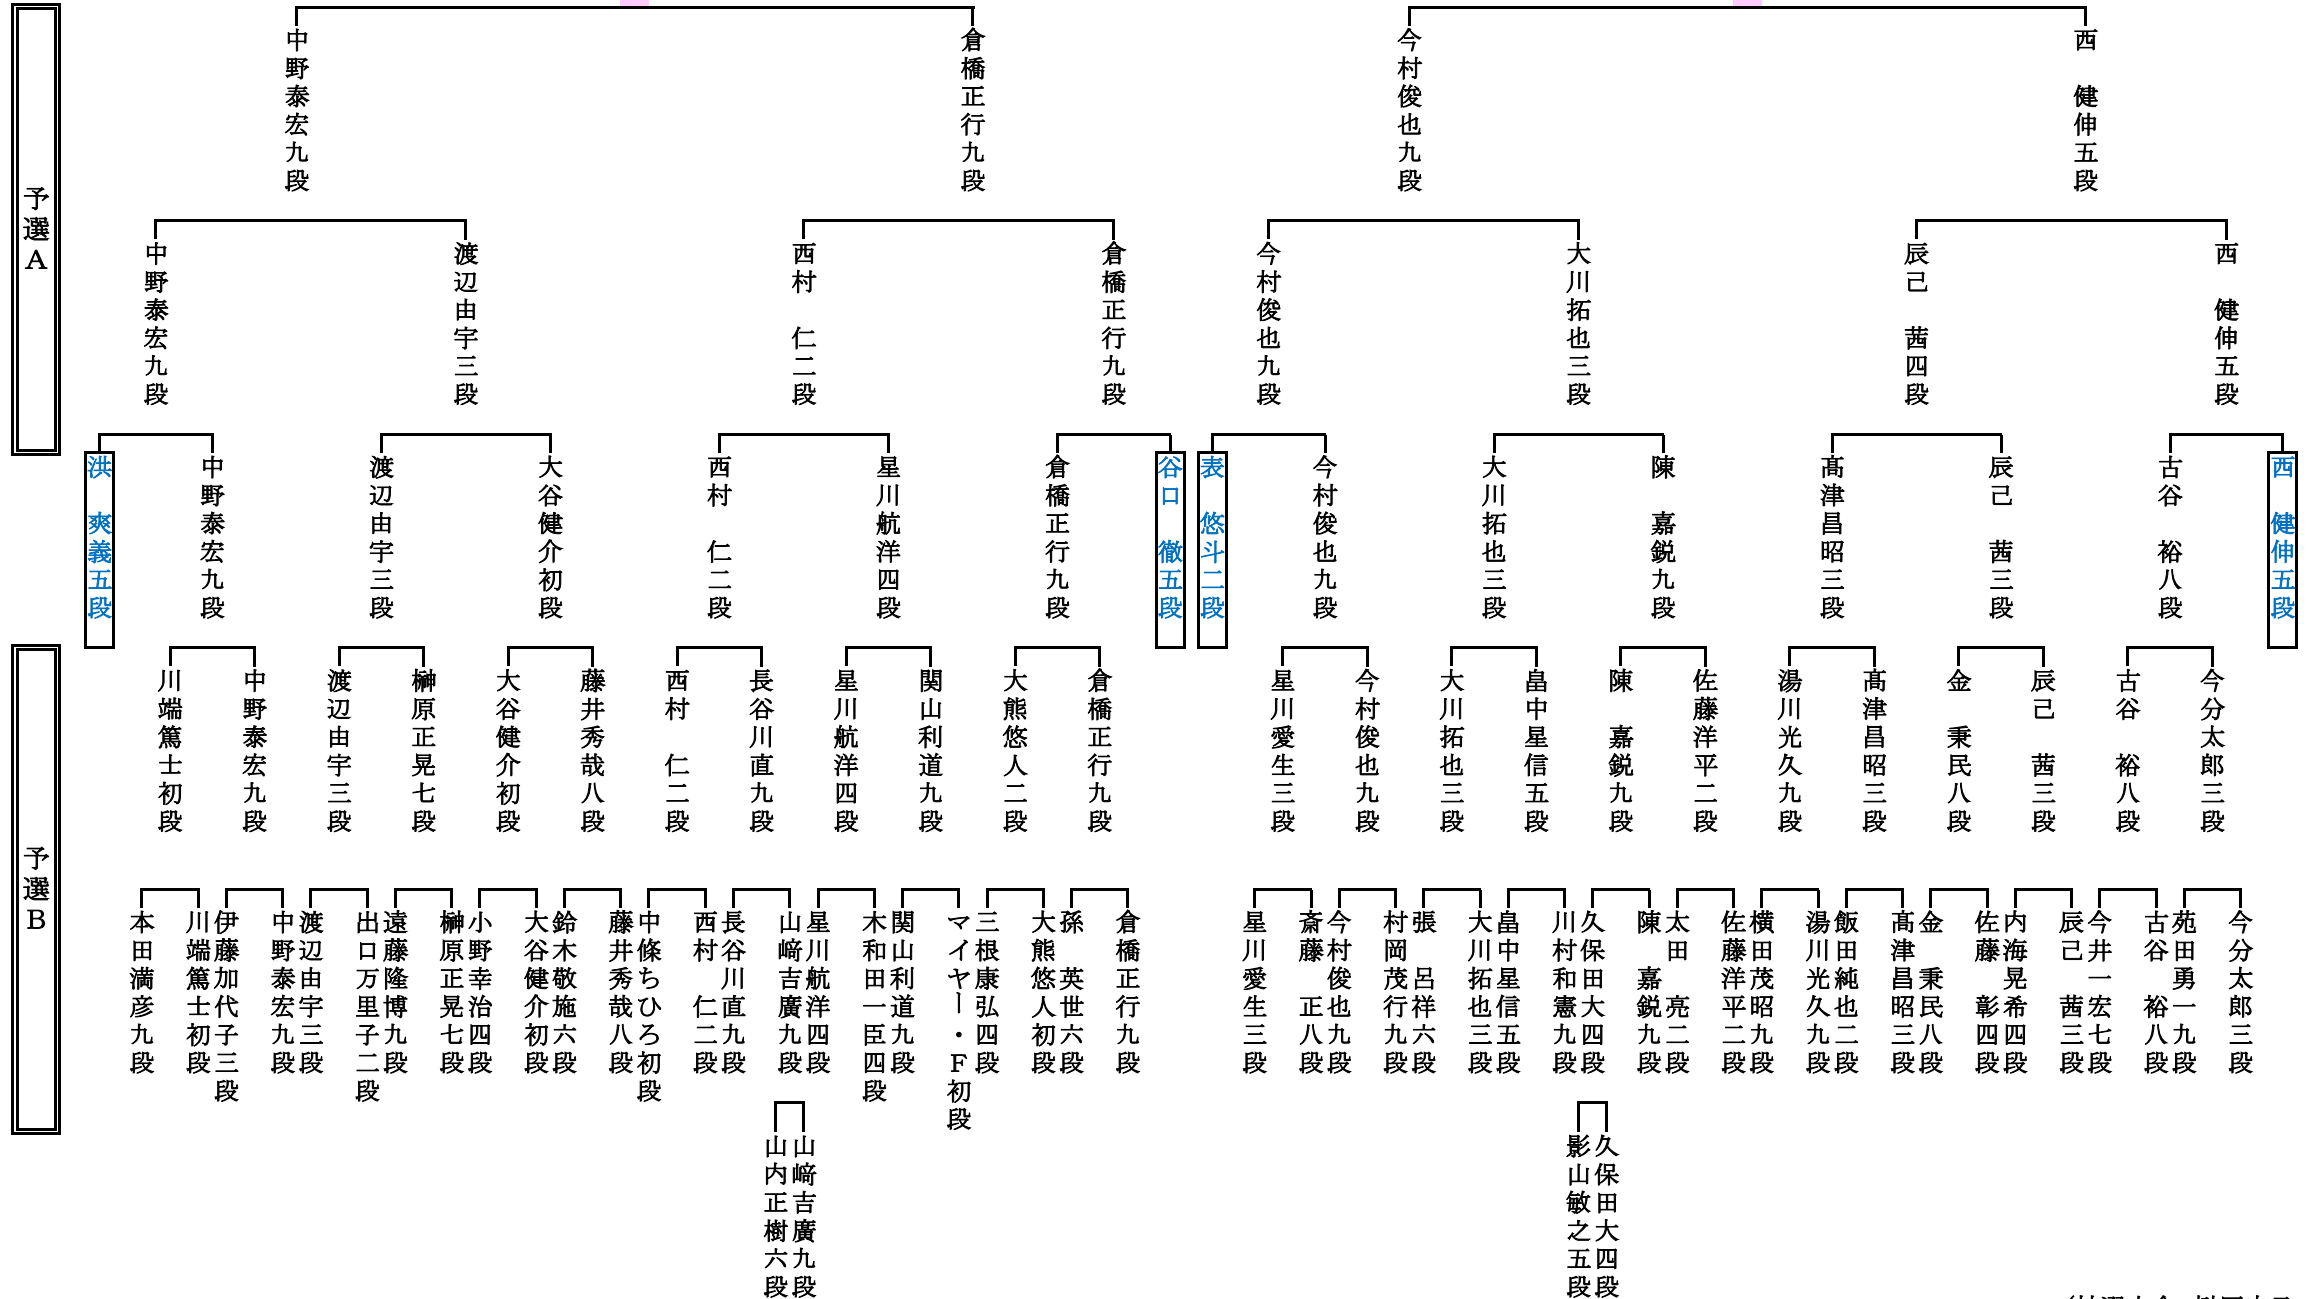 予選A
中野泰宏九段
倉橋正行九段
今村俊也九段
西　健伸五段
中野泰宏九段
渡辺由宇三段
西村　仁二段
倉橋正行九段
今村俊也九段
大川拓也三段
辰己　茜四段
西　健伸五段
洪　爽義五段
中野泰宏九段
渡辺由宇三段
大谷健介初段
西村　仁二段
星川航洋四段
倉橋正行九段
谷口　徹五段
表　悠斗二段
今村俊也九段
大川拓也三段
陳　嘉鋭九段
髙津昌昭三段
辰己　茜三段
古谷　裕八段
西　健伸五段
予選B
川端篤士初段
中野泰宏九段
渡辺由宇三段
榊原正晃七段
大谷健介初段
藤井秀哉八段
西村　仁二段
長谷川直九段
星川航洋四段
関山利道九段
大熊悠人二段
倉橋正行九段
星川愛生三段
今村俊也九段
大川拓也三段
畠中星信五段
陳　嘉鋭九段
佐藤洋平二段
湯川光久九段
髙津昌昭三段
金　秉民八段
辰己　茜三段
古谷　裕八段
今分太郎三段
本田満彦九段
川端篤士初段
伊藤加代子三段
中野泰宏九段
渡辺由宇三段
出口万里子二段
遠藤隆博九段
榊原正晃七段
小野幸治四段
大谷健介初段
鈴木敬施六段
藤井秀哉八段
中條ちひろ初段
西村　仁二段
長谷川直九段
山﨑吉廣九段
星川航洋四段
木和田一臣四段
関山利道九段
マイヤー・F初段
三根康弘四段
大熊悠人初段
孫　英世六段
倉橋正行九段
星川愛生三段
斎藤　正八段
今村俊也九段
村岡茂行九段
張　呂祥六段
大川拓也三段
畠中星信五段
川村和憲九段
久保田大四段
陳　嘉鋭九段
太田　亮二段
佐藤洋平二段
横田茂昭九段
湯川光久九段
飯田純也二段
髙津昌昭三段
金　秉民八段
佐藤　彰四段
内海晃希四段
辰己　茜三段
今井一宏七段
古谷　裕八段
苑田勇一九段
今分太郎三段
山内正樹六段
山﨑吉廣九段
影山敏之五段
久保田大四段